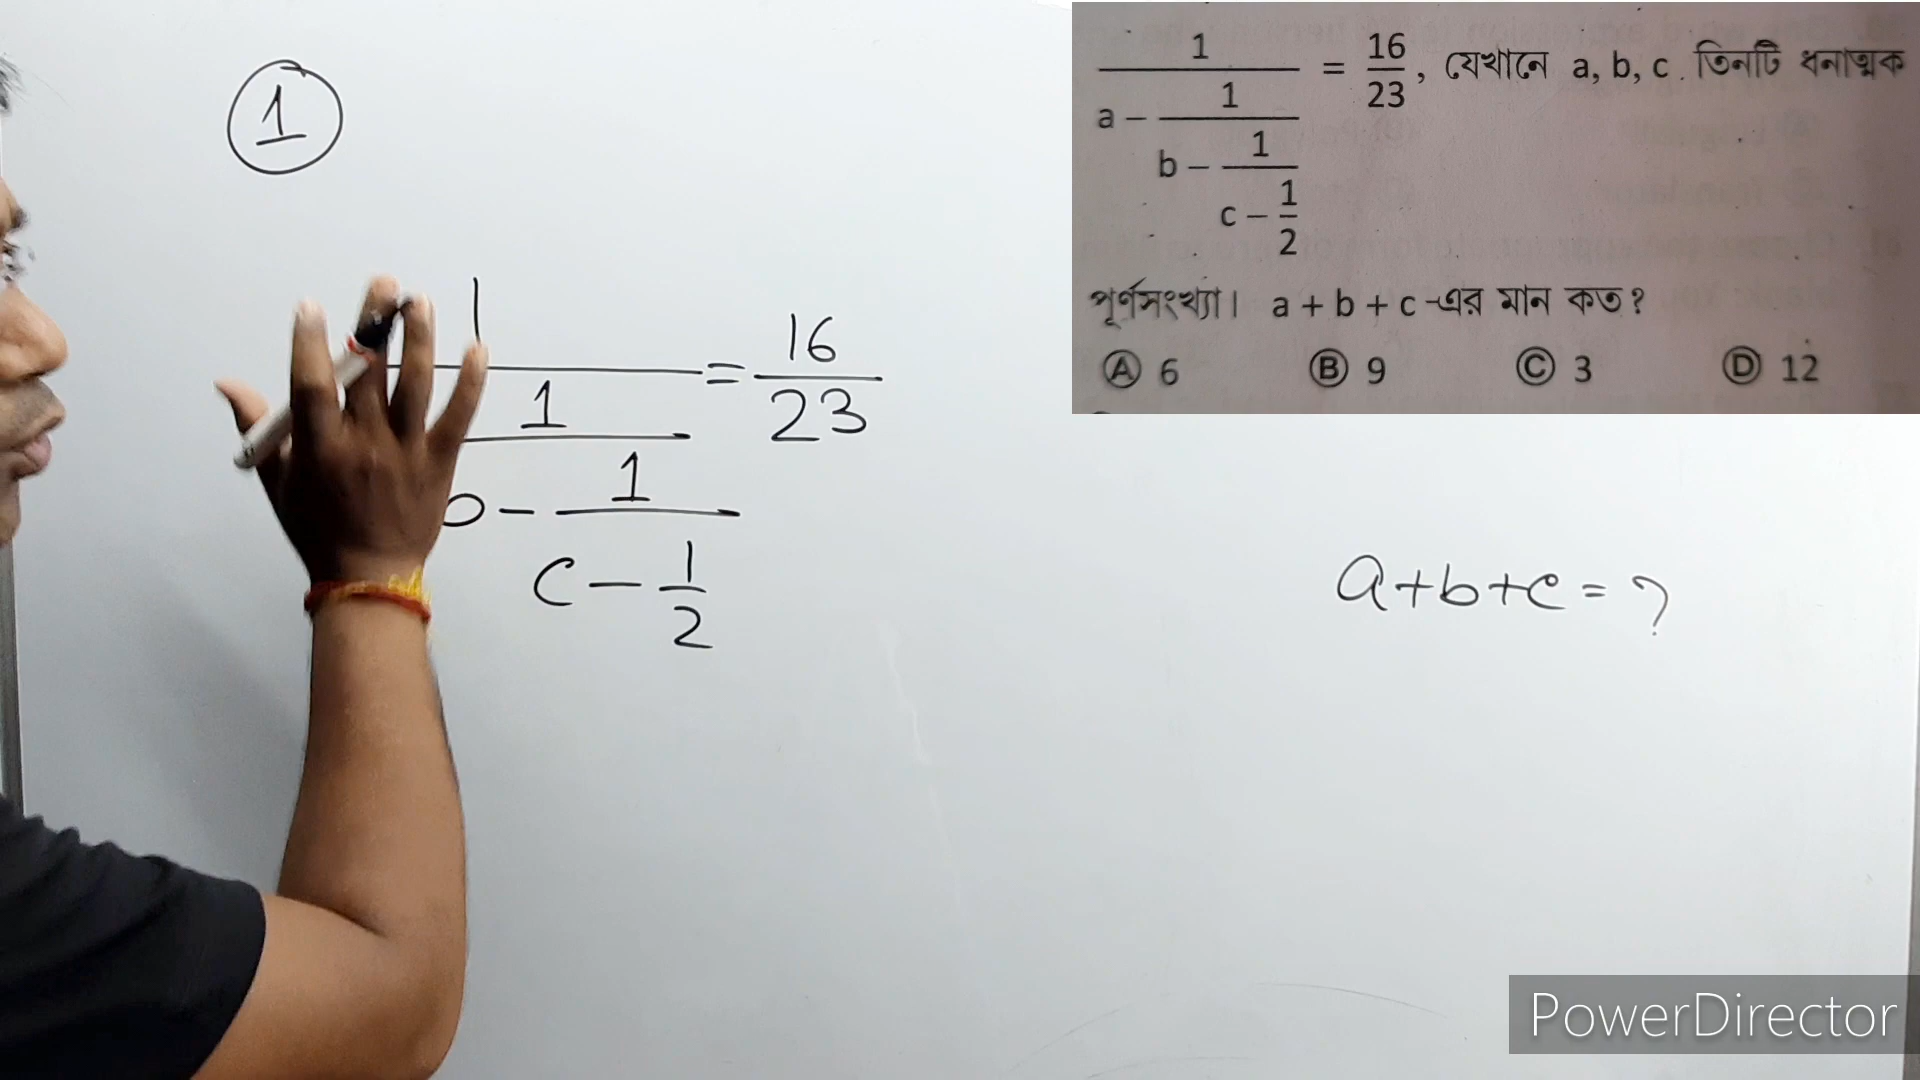 1
1
1
= 16/23
b - 1
c - 1/2
a+b+c = ?
1
= 16/23, যেখানে a, b, c . তিনটি ধনাত্মক
a - 1
b - 1
c - 1/2
পূর্ণসংখ্যা। a + b + c -এর মান কত?
Ⓐ 6 Ⓑ 9 Ⓒ 3 Ⓓ 12
PowerDirector